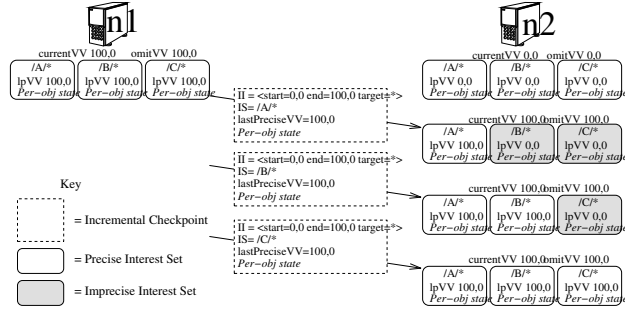 n1
n2
currentVV 100,0 omitVV 100,0
/A/* /B/* /C/*
lpVV 100,0 lpVV 100,0 lpVV 100,0
Per-obj state Per-obj state Per-obj state
currentVV 0,0 omitVV 0,0
/A/* /B/* /C/*
lpVV 0,0 lpVV 0,0 lpVV 0,0
Per-obj state Per-obj state Per-obj state
II = <start=0,0 end=100,0 target=*>
IS= /A/*
lastPreciseVV=100,0
Per-obj state
currentVV 100,0 omitVV 100,0
/A/* /B/* /C/*
lpVV 100,0 lpVV 0,0 lpVV 0,0
Per-obj state Per-obj state Per-obj state
II = <start=0,0 end=100,0 target=*>
IS= /B/*
lastPreciseVV=100,0
Per-obj state
currentVV 100,0 omitVV 100,0
/A/* /B/* /C/*
lpVV 100,0 lpVV 100,0 lpVV 0,0
Per-obj state Per-obj state Per-obj state
II = <start=0,0 end=100,0 target=*>
IS= /C/*
lastPreciseVV=100,0
Per-obj state
currentVV 100,0 omitVV 100,0
/A/* /B/* /C/*
lpVV 100,0 lpVV 100,0 lpVV 100,0
Per-obj state Per-obj state Per-obj state
Key
= Incremental Checkpoint
= Precise Interest Set
= Imprecise Interest Set